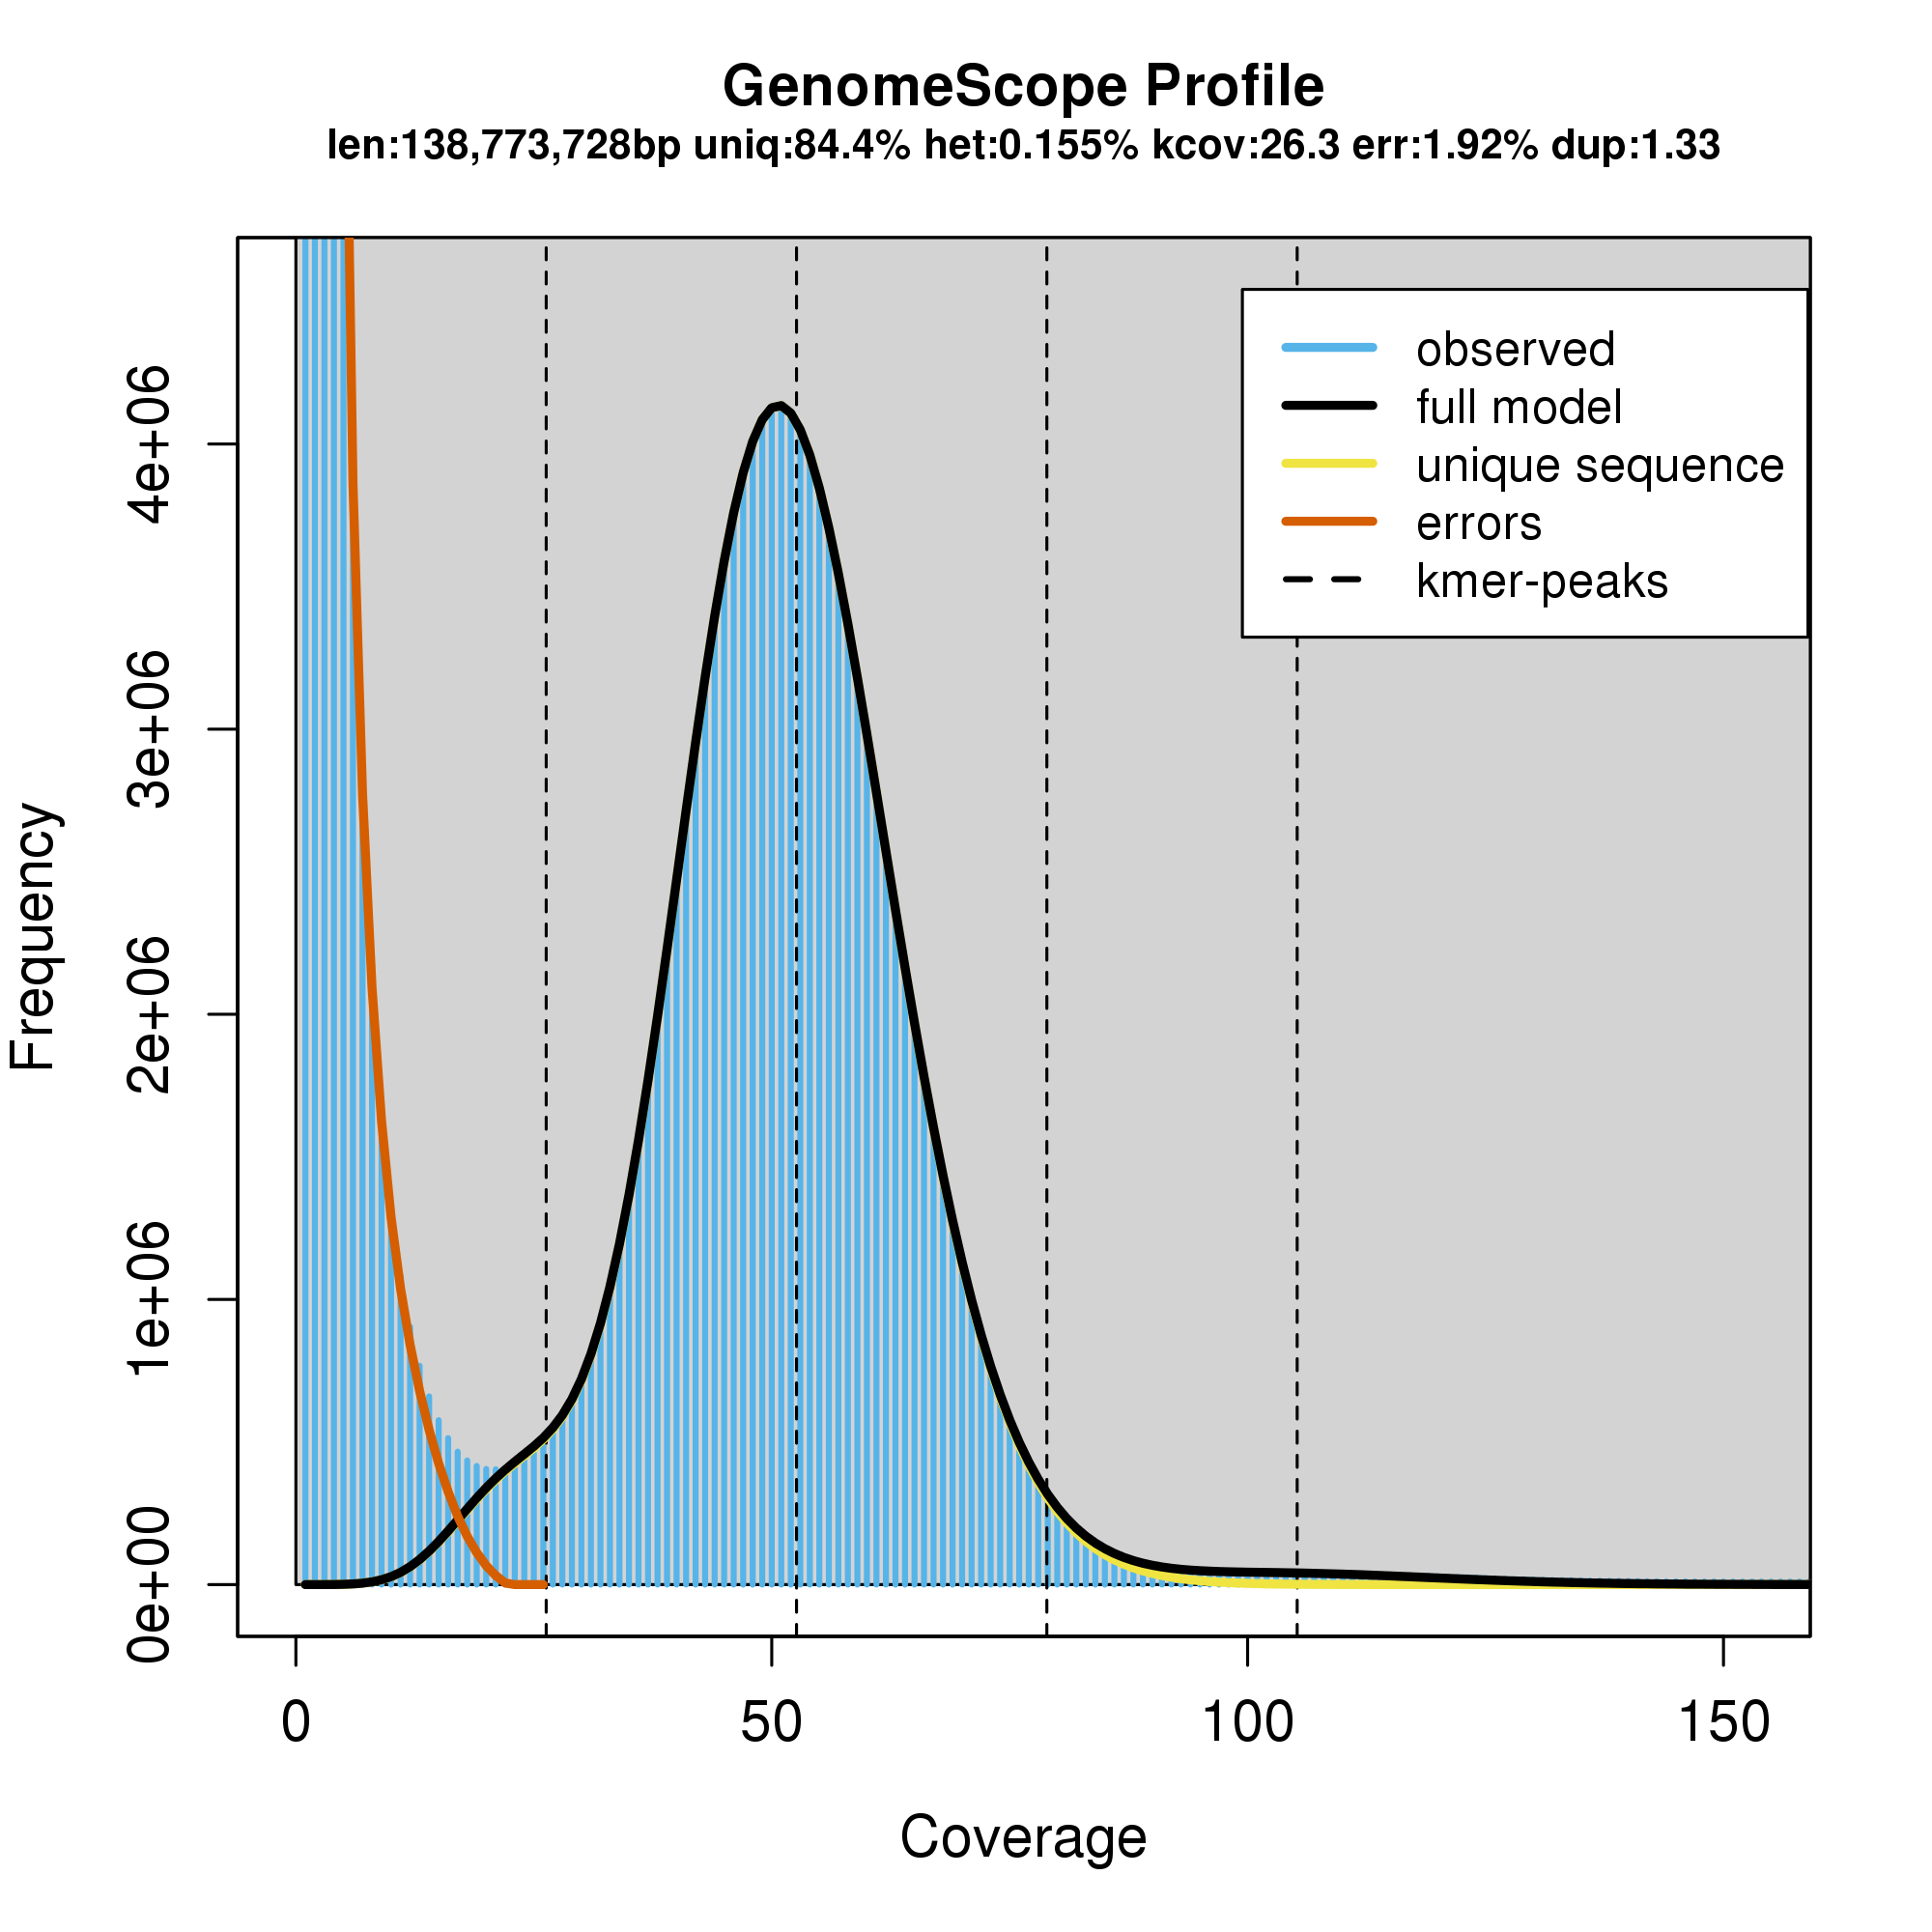 GenomeScope Profile
len:138,773,728bp uniq:84.4% het:0.155% kcov:26.3 err:1.92% dup:1.33
observed
full model
unique sequence
errors
kmer-peaks
Frequency
4e+06
3e+06
2e+06
1e+06
0e+00
0
50
100
150
Coverage